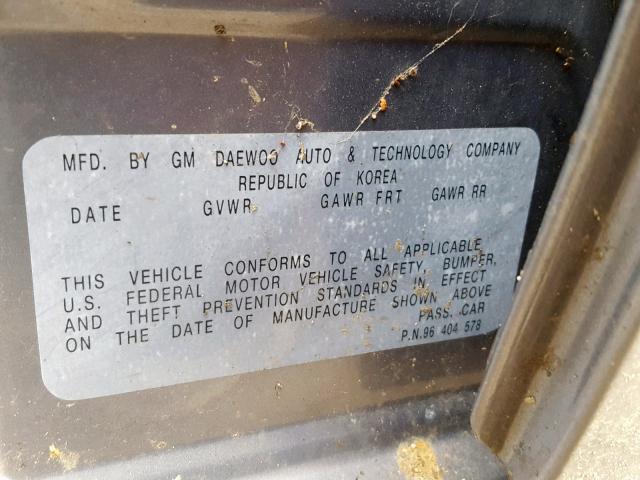 MFD. BY GM DAEWOO AUTO & TECHNOLOGY COMPANY
REPUBLIC OF KOREA
DATE GVWR GAWR FRT GAWR RR
THIS VEHICLE CONFORMS TO ALL APPLICABLE
U.S. FEDERAL MOTOR VEHICLE SAFETY, BUMPER,
AND THEFT PREVENTION STANDARDS IN EFFECT
ON THE DATE OF MANUFACTURE SHOWN ABOVE
PASS. CAR
P.N.96 404 578